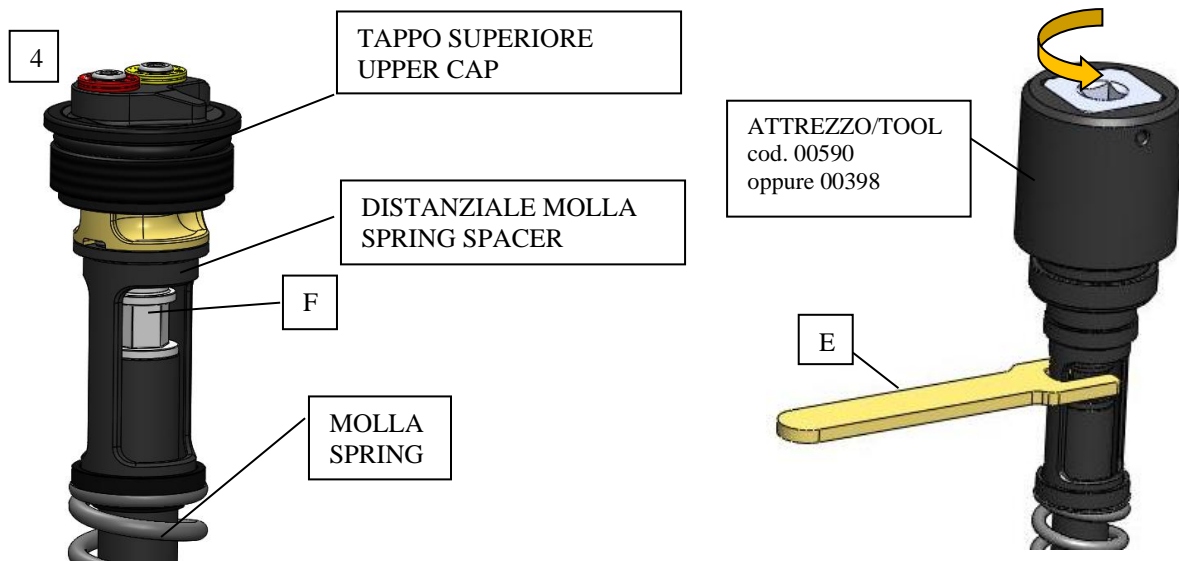 4
TAPPO SUPERIORE
UPPER CAP
DISTANZIALE MOLLA
SPRING SPACER
F
MOLLA
SPRING
ATTREZZO/TOOL
cod. 00590
oppure 00398
E